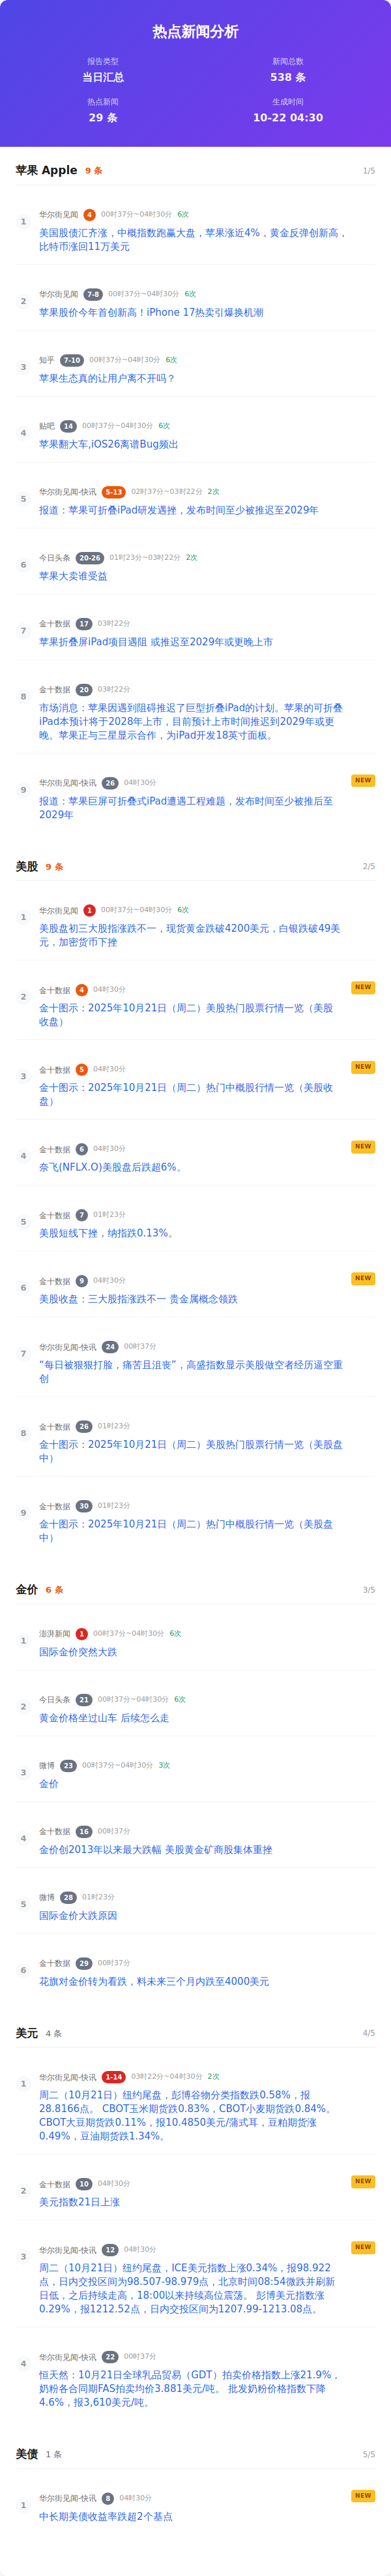 热点新闻分析
报告类型
当日汇总
新闻总数
538 条
热点新闻
29 条
生成时间
10-22 04:30
苹果 Apple 9 条 1/5
1 华尔街见闻 4 00时37分~04时30分 6次
美国股债汇齐涨，中概指数跑赢大盘，苹果涨近4%，黄金反弹创新高，
比特币涨回11万美元
2 华尔街见闻 7-8 00时37分~04时30分 6次
苹果股价今年首创新高！iPhone 17热卖引爆换机潮
3 知乎 7-10 00时37分~04时30分 6次
苹果生态真的让用户离不开吗？
4 贴吧 14 00时37分~04时30分 6次
苹果翻大车,iOS26离谱Bug频出
5 华尔街见闻-快讯 5-13 02时37分~03时22分 2次
报道：苹果可折叠iPad研发遇挫，发布时间至少被推迟至2029年
6 今日头条 20-26 01时23分~03时22分 2次
苹果大卖谁受益
7 金十数据 17 03时22分
苹果折叠屏iPad项目遇阻 或推迟至2029年或更晚上市
8 金十数据 20 03时22分
市场消息：苹果因遇到阻碍推迟了巨型折叠iPad的计划。苹果的可折叠
iPad本预计将于2028年上市，目前预计上市时间推迟到2029年或更
晚。苹果正与三星显示合作，为iPad开发18英寸面板。
9 华尔街见闻-快讯 26 04时30分 NEW
报道：苹果巨屏可折叠式iPad遭遇工程难题，发布时间至少被推后至
2029年
美股 9 条 2/5
1 华尔街见闻 1 00时37分~04时30分 6次
美股盘初三大股指涨跌不一，现货黄金跌破4200美元，白银跌破49美
元，加密货币下挫
2 金十数据 4 04时30分 NEW
金十图示：2025年10月21日（周二）美股热门股票行情一览（美股
收盘）
3 金十数据 5 04时30分 NEW
金十图示：2025年10月21日（周二）热门中概股行情一览（美股收
盘）
4 金十数据 6 04时30分 NEW
奈飞(NFLX.O)美股盘后跌超6%。
5 金十数据 7 01时23分
美股短线下挫，纳指跌0.13%。
6 金十数据 9 04时30分 NEW
美股收盘：三大股指涨跌不一 贵金属概念领跌
7 华尔街见闻-快讯 24 00时37分
“每日被狠狠打脸，痛苦且沮丧”，高盛指数显示美股做空者经历逼空重
创
8 金十数据 26 01时23分
金十图示：2025年10月21日（周二）美股热门股票行情一览（美股盘
中）
9 金十数据 30 01时23分
金十图示：2025年10月21日（周二）热门中概股行情一览（美股盘
中）
金价 6 条 3/5
1 澎湃新闻 1 00时37分~04时30分 6次
国际金价突然大跌
2 今日头条 21 00时37分~04时30分 6次
黄金价格坐过山车 后续怎么走
3 微博 23 00时37分~04时30分 3次
金价
4 金十数据 16 00时37分
金价创2013年以来最大跌幅 美股黄金矿商股集体重挫
5 微博 28 01时23分
国际金价大跌原因
6 金十数据 29 00时37分
花旗对金价转为看跌，料未来三个月内跌至4000美元
美元 4 条 4/5
1 华尔街见闻-快讯 1-14 03时22分~04时30分 2次
周二（10月21日）纽约尾盘，彭博谷物分类指数跌0.58%，报
28.8166点。 CBOT玉米期货跌0.83%，CBOT小麦期货跌0.84%。
CBOT大豆期货跌0.11%，报10.4850美元/蒲式耳，豆粕期货涨
0.49%，豆油期货跌1.34%。
2 金十数据 10 04时30分 NEW
美元指数21日上涨
3 华尔街见闻-快讯 12 04时30分 NEW
周二（10月21日）纽约尾盘，ICE美元指数上涨0.34%，报98.922
点，日内交投区间为98.507-98.979点，北京时间08:54微跌并刷新
日低，之后持续走高，18:00以来持续高位震荡。 彭博美元指数涨
0.29%，报1212.52点，日内交投区间为1207.99-1213.08点。
4 华尔街见闻-快讯 22 00时37分
恒天然：10月21日全球乳品贸易（GDT）拍卖价格指数上涨21.9%，
奶粉各合同期FAS拍卖均价3.881美元/吨。 批发奶粉价格指数下降
4.6%，报3,610美元/吨。
美债 1 条 5/5
1 华尔街见闻-快讯 8 04时30分 NEW
中长期美债收益率跌超2个基点